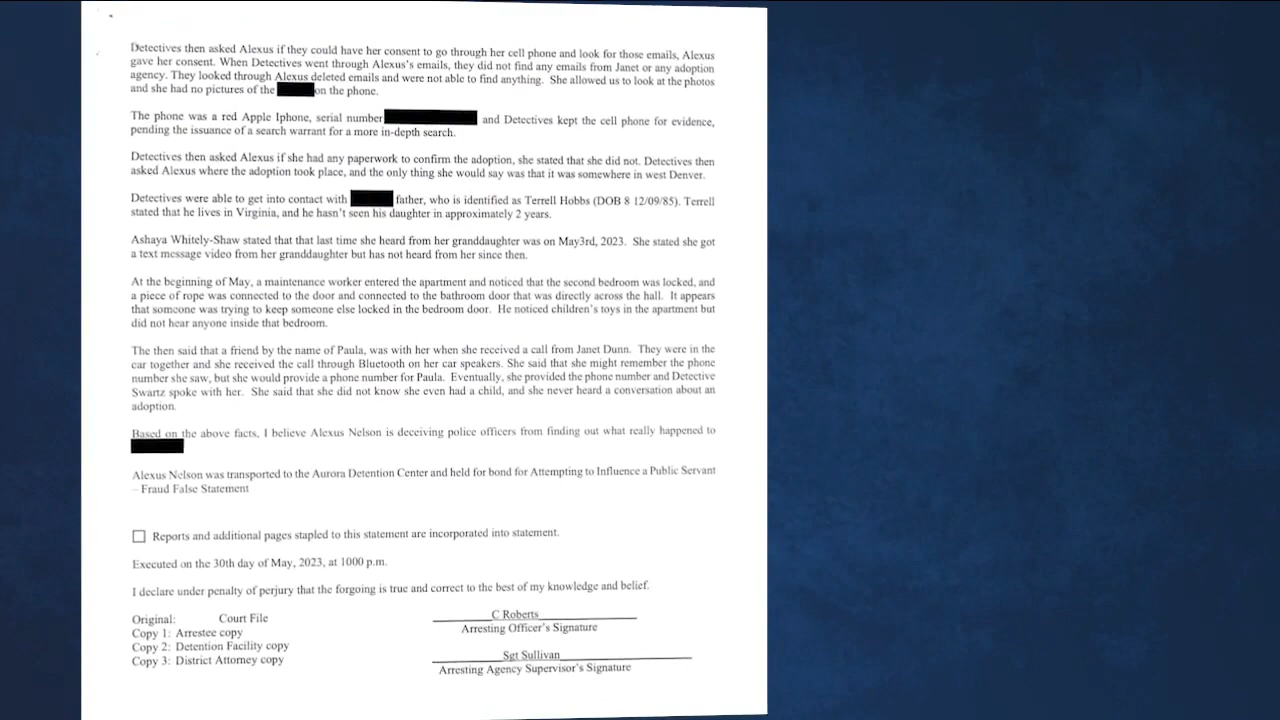 Detectives then asked Alexus if they could have her consent to go through her cell phone and look for those emails, Alexus
gave her consent. When Detectives went through Alexus's emails, they did not find any emails from Janet or any adoption
agency. They looked through Alexus deleted emails and were not able to find anything. She allowed us to look at the photos
and she had no pictures of the on the phone.
The phone was a red Apple Iphone, serial number and Detectives kept the cell phone for evidence,
pending the issuance of a search warrant for a more in-depth search.
Detectives then asked Alexus if she had any paperwork to confirm the adoption, she stated that she did not. Detectives then
asked Alexus where the adoption took place, and the only thing she would say was that it was somewhere in west Denver.
Detectives were able to get into contact with father, who is identified as Terrell Hobbs (DOB 8 12/09/85). Terrell
stated that he lives in Virginia, and he hasn't seen his daughter in approximately 2 years.
Ashaya Whitely-Shaw stated that that last time she heard from her granddaughter was on May3rd, 2023. She stated she got
a text message video from her granddaughter but has not heard from her since then.
At the beginning of May, a maintenance worker entered the apartment and noticed that the second bedroom was locked, and
a piece of rope was connected to the door and connected to the bathroom door that was directly across the hall. It appears
that someone was trying to keep someone else locked in the bedroom door. He noticed children's toys in the apartment but
did not hear anyone inside that bedroom.
The then said that a friend by the name of Paula, was with her when she received a call from Janet Dunn. They were in the
car together and she received the call through Bluetooth on her car speakers. She said that she might remember the phone
number she saw, but she would provide a phone number for Paula. Eventually, she provided the phone number and Detective
Swartz spoke with her. She said that she did not know she even had a child, and she never heard a conversation about an
adoption.
Based on the above facts, I believe Alexus Nelson is deceiving police officers from finding out what really happened to
Alexus Nelson was transported to the Aurora Detention Center and held for bond for Attempting to Influence a Public Servant
– Fraud False Statement
Reports and additional pages stapled to this statement are incorporated into statement.
Executed on the 30th day of May, 2023, at 1000 p.m.
I declare under penalty of perjury that the forgoing is true and correct to the best of my knowledge and belief.
Original: Court File
Copy 1: Arrestee copy
Copy 2: Detention Facility copy
Copy 3: District Attorney copy
C Roberts
Arresting Officer's Signature
Sgt Sullivan
Arresting Agency Supervisor's Signature